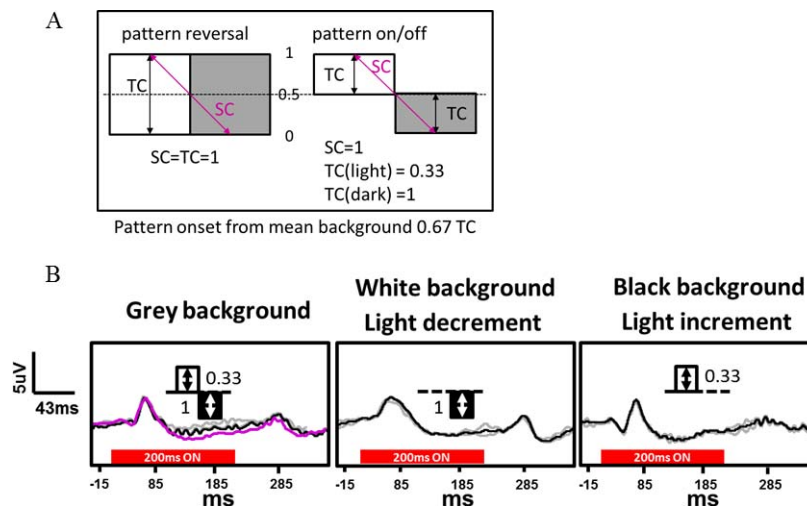 A
pattern reversal
pattern on/off
1
0.5
0
TC
SC
TC
SC
TC
SC=TC=1
SC=1
TC(light) = 0.33
TC(dark) =1
Pattern onset from mean background 0.67 TC
B
Grey background
White background
Light decrement
Black background
Light increment
5uV
43ms
0.33
1
200ms ON
-15 85 185 285
ms
1
200ms ON
-15 85 185 285
ms
0.33
200ms ON
-15 85 185 285
ms